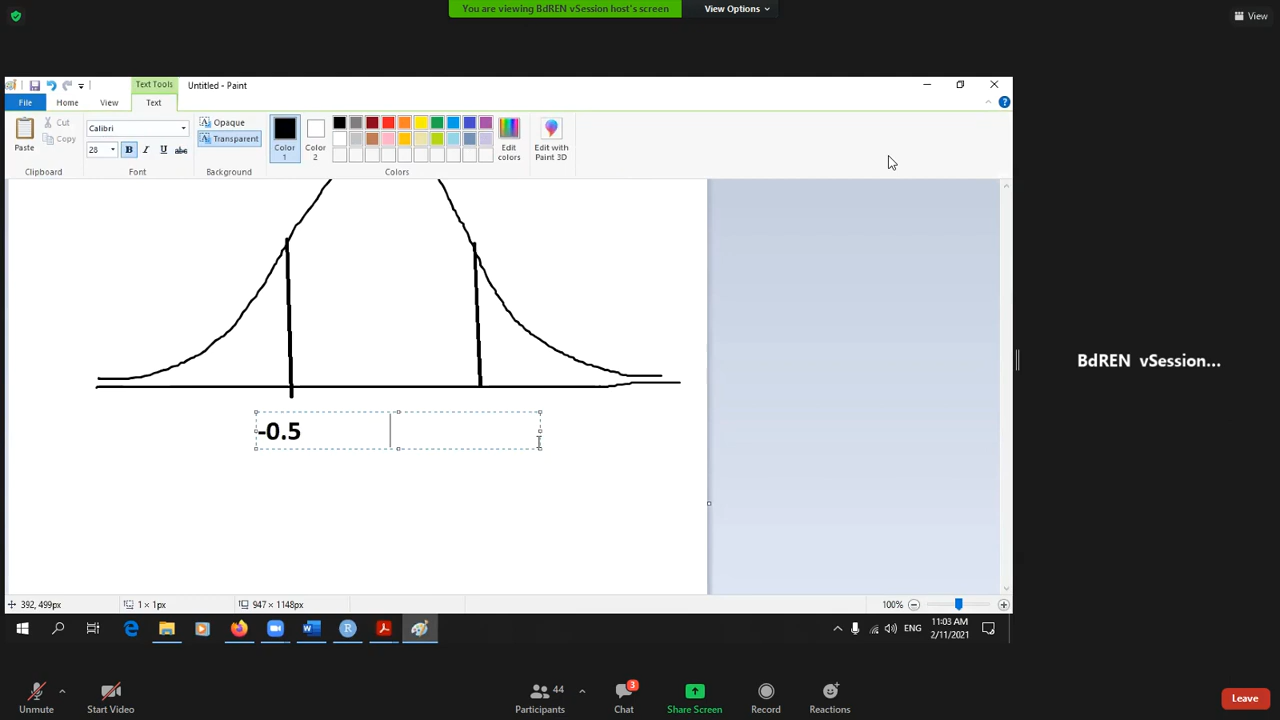 You are viewing BdREN vSession host's screen
View Options
View
Text Tools
Untitled - Paint
File
Home
View
Text
Paste
Cut
Copy
Calibri
28
B
I
U
abc
Opaque
Transparent
Color 1
Color 2
Edit colors
Edit with Paint 3D
Clipboard
Font
Background
Colors
-0.5
BdREN vSession...
392, 499px
1 × 1px
947 × 1148px
100%
ENG
11:03 AM
2/11/2021
Unmute
Start Video
44
Participants
3
Chat
Share Screen
Record
Reactions
Leave